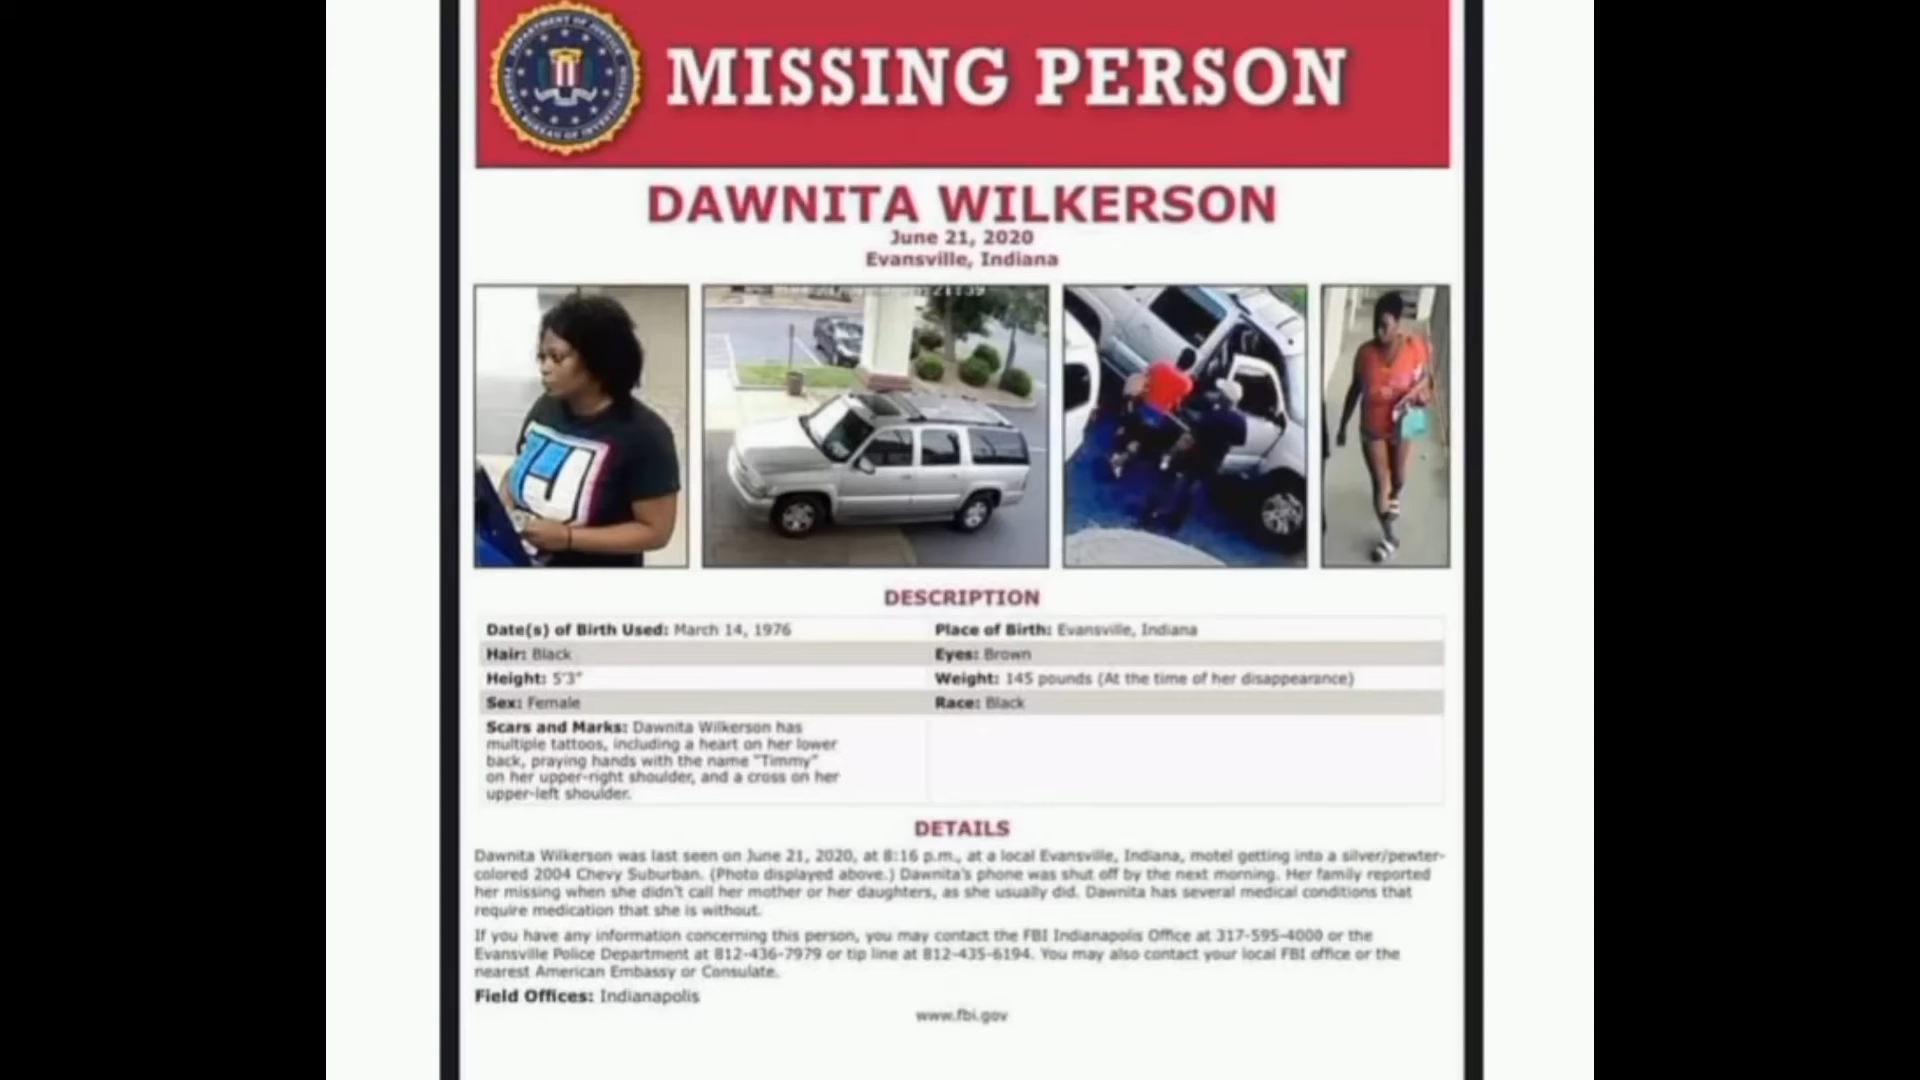 DEPARTMENT OF JUSTICE
FEDERAL BUREAU OF INVESTIGATION
MISSING PERSON
DAWNITA WILKERSON
June 21, 2020
Evansville, Indiana
DESCRIPTION
Date(s) of Birth Used: March 14, 1976 Place of Birth: Evansville, Indiana
Hair: Black Eyes: Brown
Height: 5'3" Weight: 145 pounds (At the time of her disappearance)
Sex: Female Race: Black
Scars and Marks: Dawnita Wilkerson has
multiple tattoos, including a heart on her lower
back, praying hands with the name "Timmy"
on her upper-right shoulder, and a cross on her
upper-left shoulder.
DETAILS
Dawnita Wilkerson was last seen on June 21, 2020, at 8:16 p.m., at a local Evansville, Indiana, motel getting into a silver/pewter-
colored 2004 Chevy Suburban. (Photo displayed above.) Dawnita's phone was shut off by the next morning. Her family reported
her missing when she didn't call her mother or her daughters, as she usually did. Dawnita has several medical conditions that
require medication that she is without.
If you have any information concerning this person, you may contact the FBI Indianapolis Office at 317-595-4000 or the
Evansville Police Department at 812-436-7979 or tip line at 812-435-6194. You may also contact your local FBI office or the
nearest American Embassy or Consulate.
Field Offices: Indianapolis
www.fbi.gov